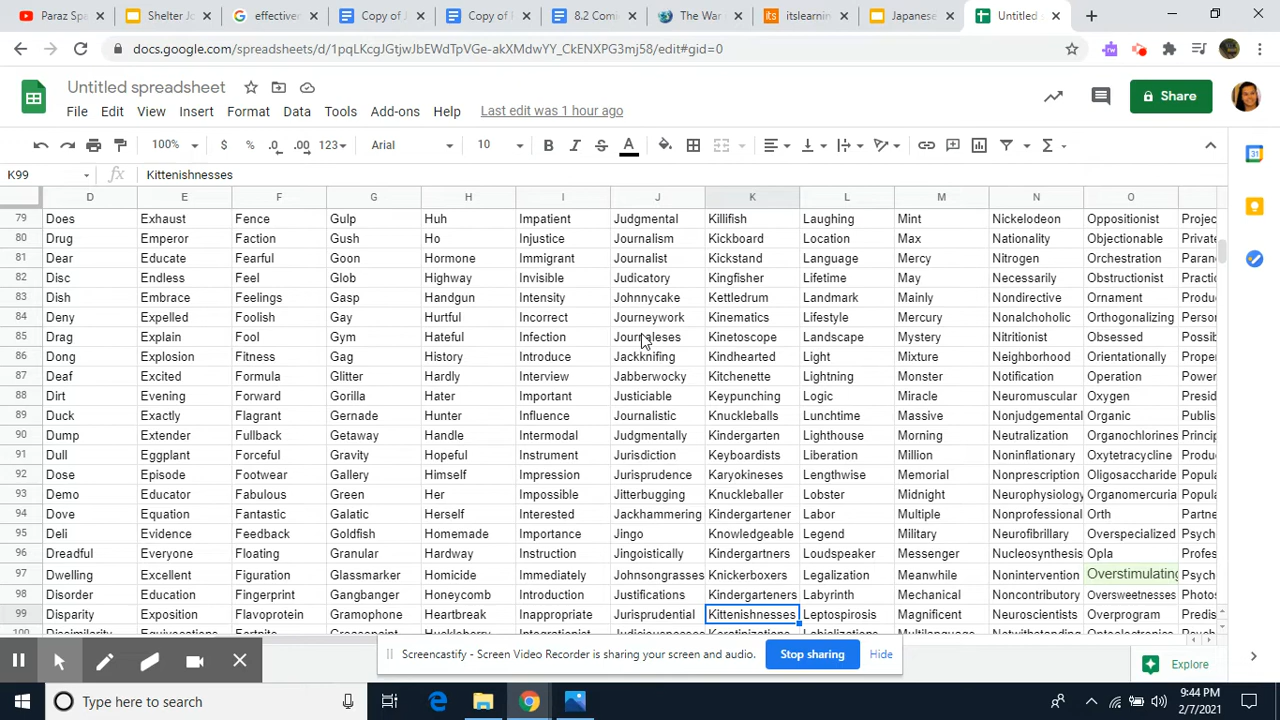 Paraz Spa Shelter Jo effective Copy of J Copy of F 8.2 Comi The Wa its itslearnin Japanese Untitled s
docs.google.com/spreadsheets/d/1pqLKcgJGtjwJbEWdTpVGe-akXMdwYY_CkENXPG3mj58/edit#gid=0
Untitled spreadsheet
File Edit View Insert Format Data Tools Add-ons Help Last edit was 1 hour ago Share
100% $ % .0 .00 123 Arial 10 B I S A
K99 fx Kittenishnesses
D E F G H I J K L M N O
79 Does Exhaust Fence Gulp Huh Impatent Judgmental Killifish Laughing Mint Nickelodeon Oppositionist Projec
80 Drug Emperor Faction Gush Ho Injustice Journalism Kickboard Location Max Nationality Objectionable Private
81 Dear Educate Fearful Goon Hormone Immigrant Journalist Kickstand Language Mercy Nitrogen Orchestration Paran
82 Disc Endless Feel Glob Highway Invisible Judicatory Kingfisher Lifetime May Necessarily Obstructionist Practic
83 Dish Embrace Feelings Gasp Handgun Intensity Johnnycake Kettledrum Landmark Mainly Nondirective Ornament Produ
84 Deny Expelled Foolish Gay Hurtful Incorrect Journeywork Kinematics Lifestyle Mercury Nonalcholic Orthogonalizing Person
85 Drag Explain Fool Gym Hateful Infection Journaleses Kinetoscope Landscape Mystery Nitritionist Obsessed Possib
86 Dong Explosion Fitness Gag History Introduce Jackknifing Kindhearted Light Mixture Neighborhood Orientationally Proper
87 Deaf Excited Formula Glitter Hardly Interview Jabberwocky Kitchenette Lightning Monster Notification Operation Power
88 Dirt Evening Forward Gorilla Hater Important Justiciable Keypunching Logic Miracle Neuromuscular Oxygen Presid
89 Duck Exactly Flagrant Gernade Hunter Influence Journalistic Knuckleballs Lunchtime Massive Nonjudgemental Organic Publis
90 Dump Extender Fullback Getaway Handle Intermodal Judgmentally Kindergarten Lighthouse Morning Neutralization Organochlorines Princip
91 Dull Eggplant Forceful Gravity Hopeful Instrument Jurisdiction Keyboardists Liberation Million Noninflationary Oxytetracycline Produ
92 Dose Episode Footwear Gallery Himself Impression Jurisprudence Karyokineses Lengthwise Memorial Nonprescription Oligosaccharide Popula
93 Demo Educator Fabulous Green Her Impossible Jitterbugging Knuckleballer Lobster Midnight Neurophysiology Organomercuria Popula
94 Dove Equation Fantastic Galatic Herself Interested Jackhammering Kindergartener Labor Multiple Nonprofessional Orth Partne
95 Deli Evidence Feedback Goldfish Homemade Importance Jingo Knowledgeable Legend Military Neurofibrillary Overspecialized Psych
96 Dreadful Everyone Floating Granular Hardway Instruction Jingoistically Kindergartners Loudspeaker Messenger Nucleosynthesis Opla Profes
97 Dwelling Excellent Figuration Glassmarker Homicide Immediately Johnsongrasses Knickerboxers Legalization Meanwhile Nonintervention Overstimulating Psych
98 Disorder Education Fingerprint Gangbanger Honeycomb Introduction Justifications Kindergarteners Labyrinth Mechanical Noncontributory Oversweetnesses Photos
99 Disparity Exposition Flavoprotein Gramophone Heartbreak Inappropriate Jurisprudential Kittenishnesses Leptospirosis Magnificent Neuroscientists Overprogram Predis
Screencastify - Screen Video Recorder is sharing your screen and audio. Stop sharing Hide
Explore
Type here to search
9:44 PM
2/7/2021